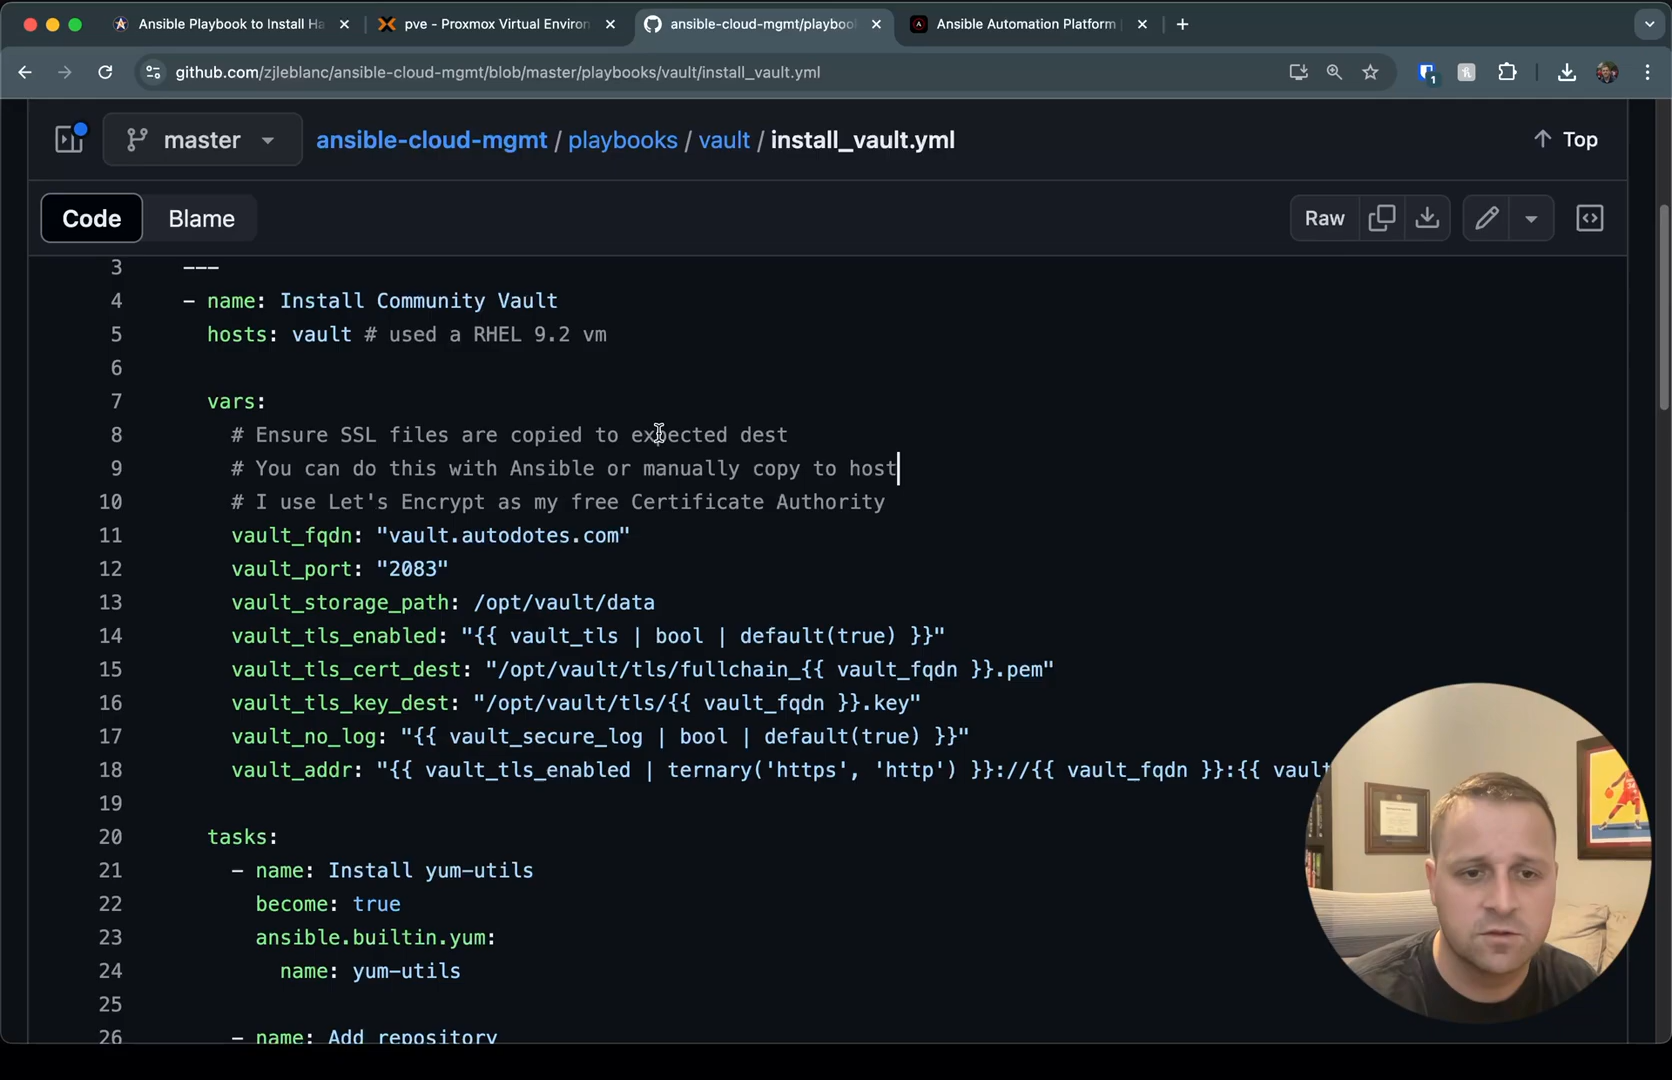 Ansible Playbook to Install Ha
pve - Proxmox Virtual Environ
ansible-cloud-mgmt/playboo
Ansible Automation Platform
github.com/zjleblanc/ansible-cloud-mgmt/blob/master/playbooks/vault/install_vault.yml
1
master
ansible-cloud-mgmt / playbooks / vault / install_vault.yml
Top
Code
Blame
Raw
3 ---
4 - name: Install Community Vault
5 hosts: vault # used a RHEL 9.2 vm
6
7 vars:
8 # Ensure SSL files are copied to expected dest
9 # You can do this with Ansible or manually copy to host
10 # I use Let's Encrypt as my free Certificate Authority
11 vault_fqdn: "vault.autodotes.com"
12 vault_port: "2083"
13 vault_storage_path: /opt/vault/data
14 vault_tls_enabled: "{{ vault_tls | bool | default(true) }}"
15 vault_tls_cert_dest: "/opt/vault/tls/fullchain_{{ vault_fqdn }}.pem"
16 vault_tls_key_dest: "/opt/vault/tls/{{ vault_fqdn }}.key"
17 vault_no_log: "{{ vault_secure_log | bool | default(true) }}"
18 vault_addr: "{{ vault_tls_enabled | ternary('https', 'http') }}://{{ vault_fqdn }}:{{ vault
19
20 tasks:
21 - name: Install yum-utils
22 become: true
23 ansible.builtin.yum:
24 name: yum-utils
25
26 - name: Add repository